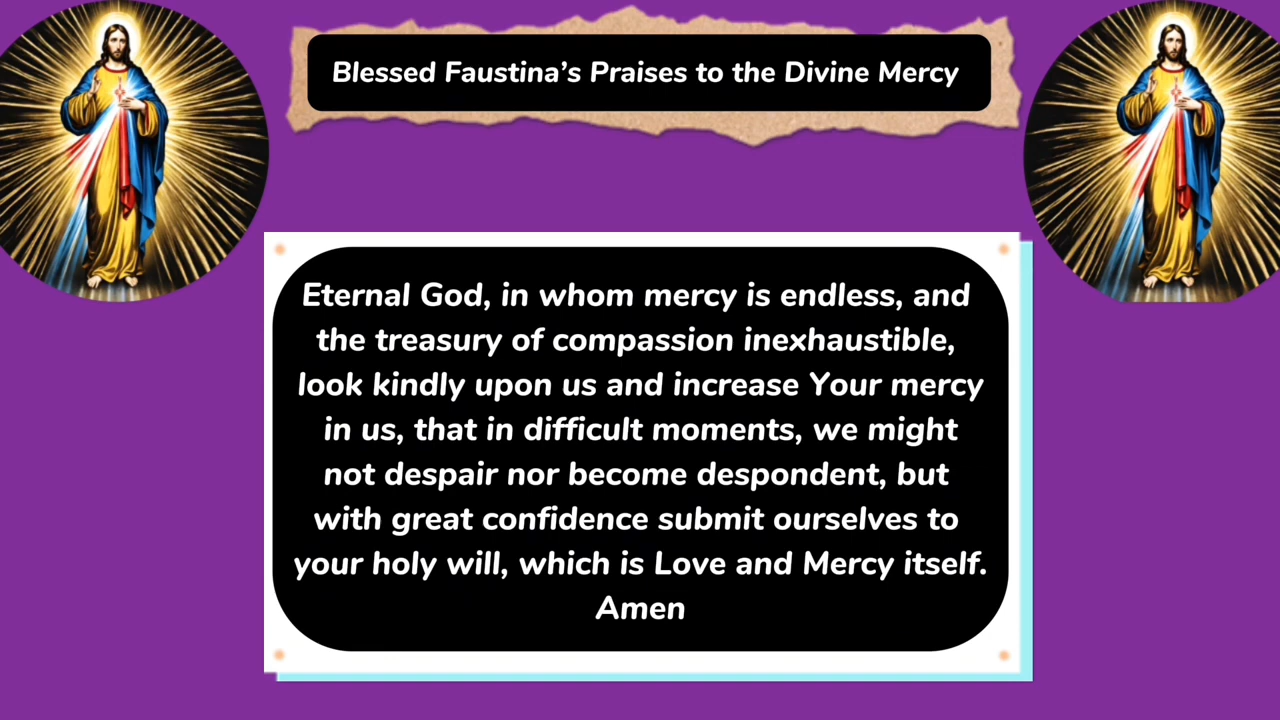 Blessed Faustina’s Praises to the Divine Mercy
Eternal God, in whom mercy is endless, and
the treasury of compassion inexhaustible,
look kindly upon us and increase Your mercy
in us, that in difficult moments, we might
not despair nor become despondent, but
with great confidence submit ourselves to
your holy will, which is Love and Mercy itself.
Amen